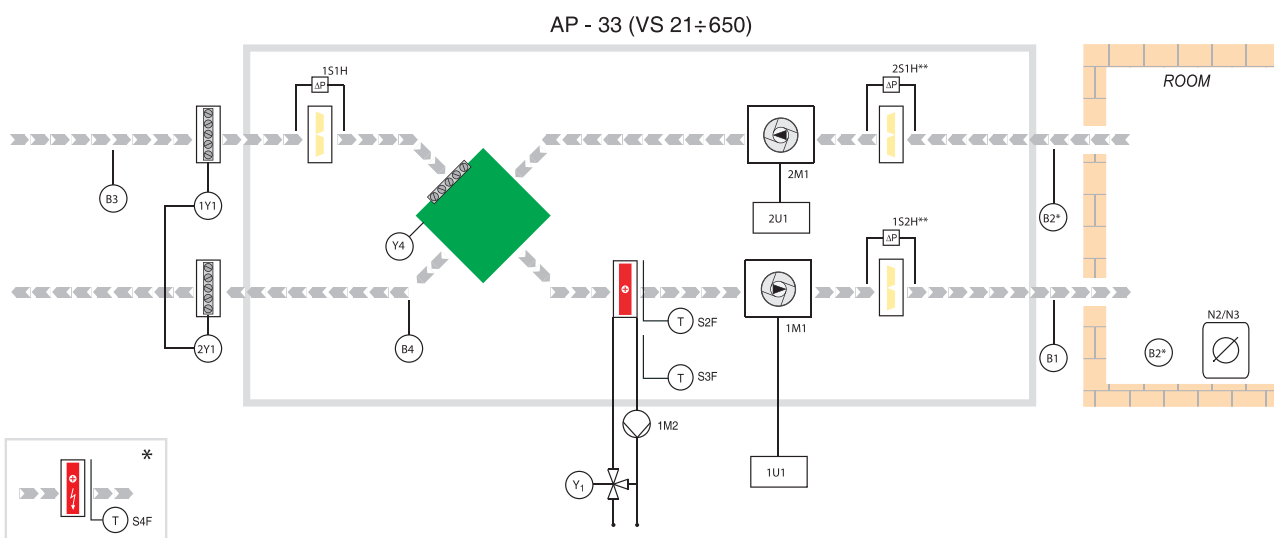 AP - 33 (VS 21÷650)
1S1H
ΔP
2S1H**
ΔP
ROOM
B3
1Y1
2M1
2U1
B2*
Y4
1S2H**
ΔP
2Y1
B4
T
S2F
1M1
T
S3F
B1
B2*
N2/N3
1M2
1U1
Y1
*
T
S4F